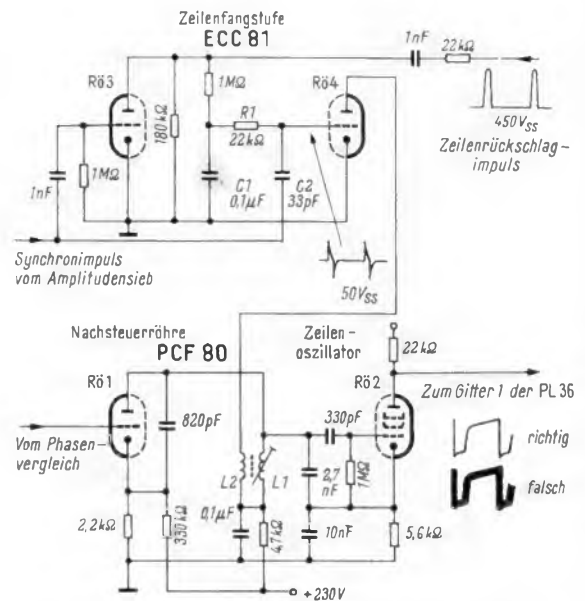 Zeilenfangstufe
ECC 81
1nF
22kΩ
Rö3
1MΩ
Rö4
R1
22kΩ
180kΩ
450Vss
Zeilenrückschlag-
impuls
1nF
1MΩ
C1
0,1µF
C2
33pF
Synchronimpuls
vom Amplitudensieb
50Vss
Nachsteuerröhre
PCF 80
Zeilen-
oszillator
22kΩ
Rö1
Rö2
Zum Gitter 1 der PL 36
820pF
330pF
richtig
Vom Phasen-
vergleich
L2
L1
2,7
nF
1MΩ
falsch
2,2kΩ
330kΩ
0,1µF
4,7kΩ
10nF
5,6kΩ
+230V